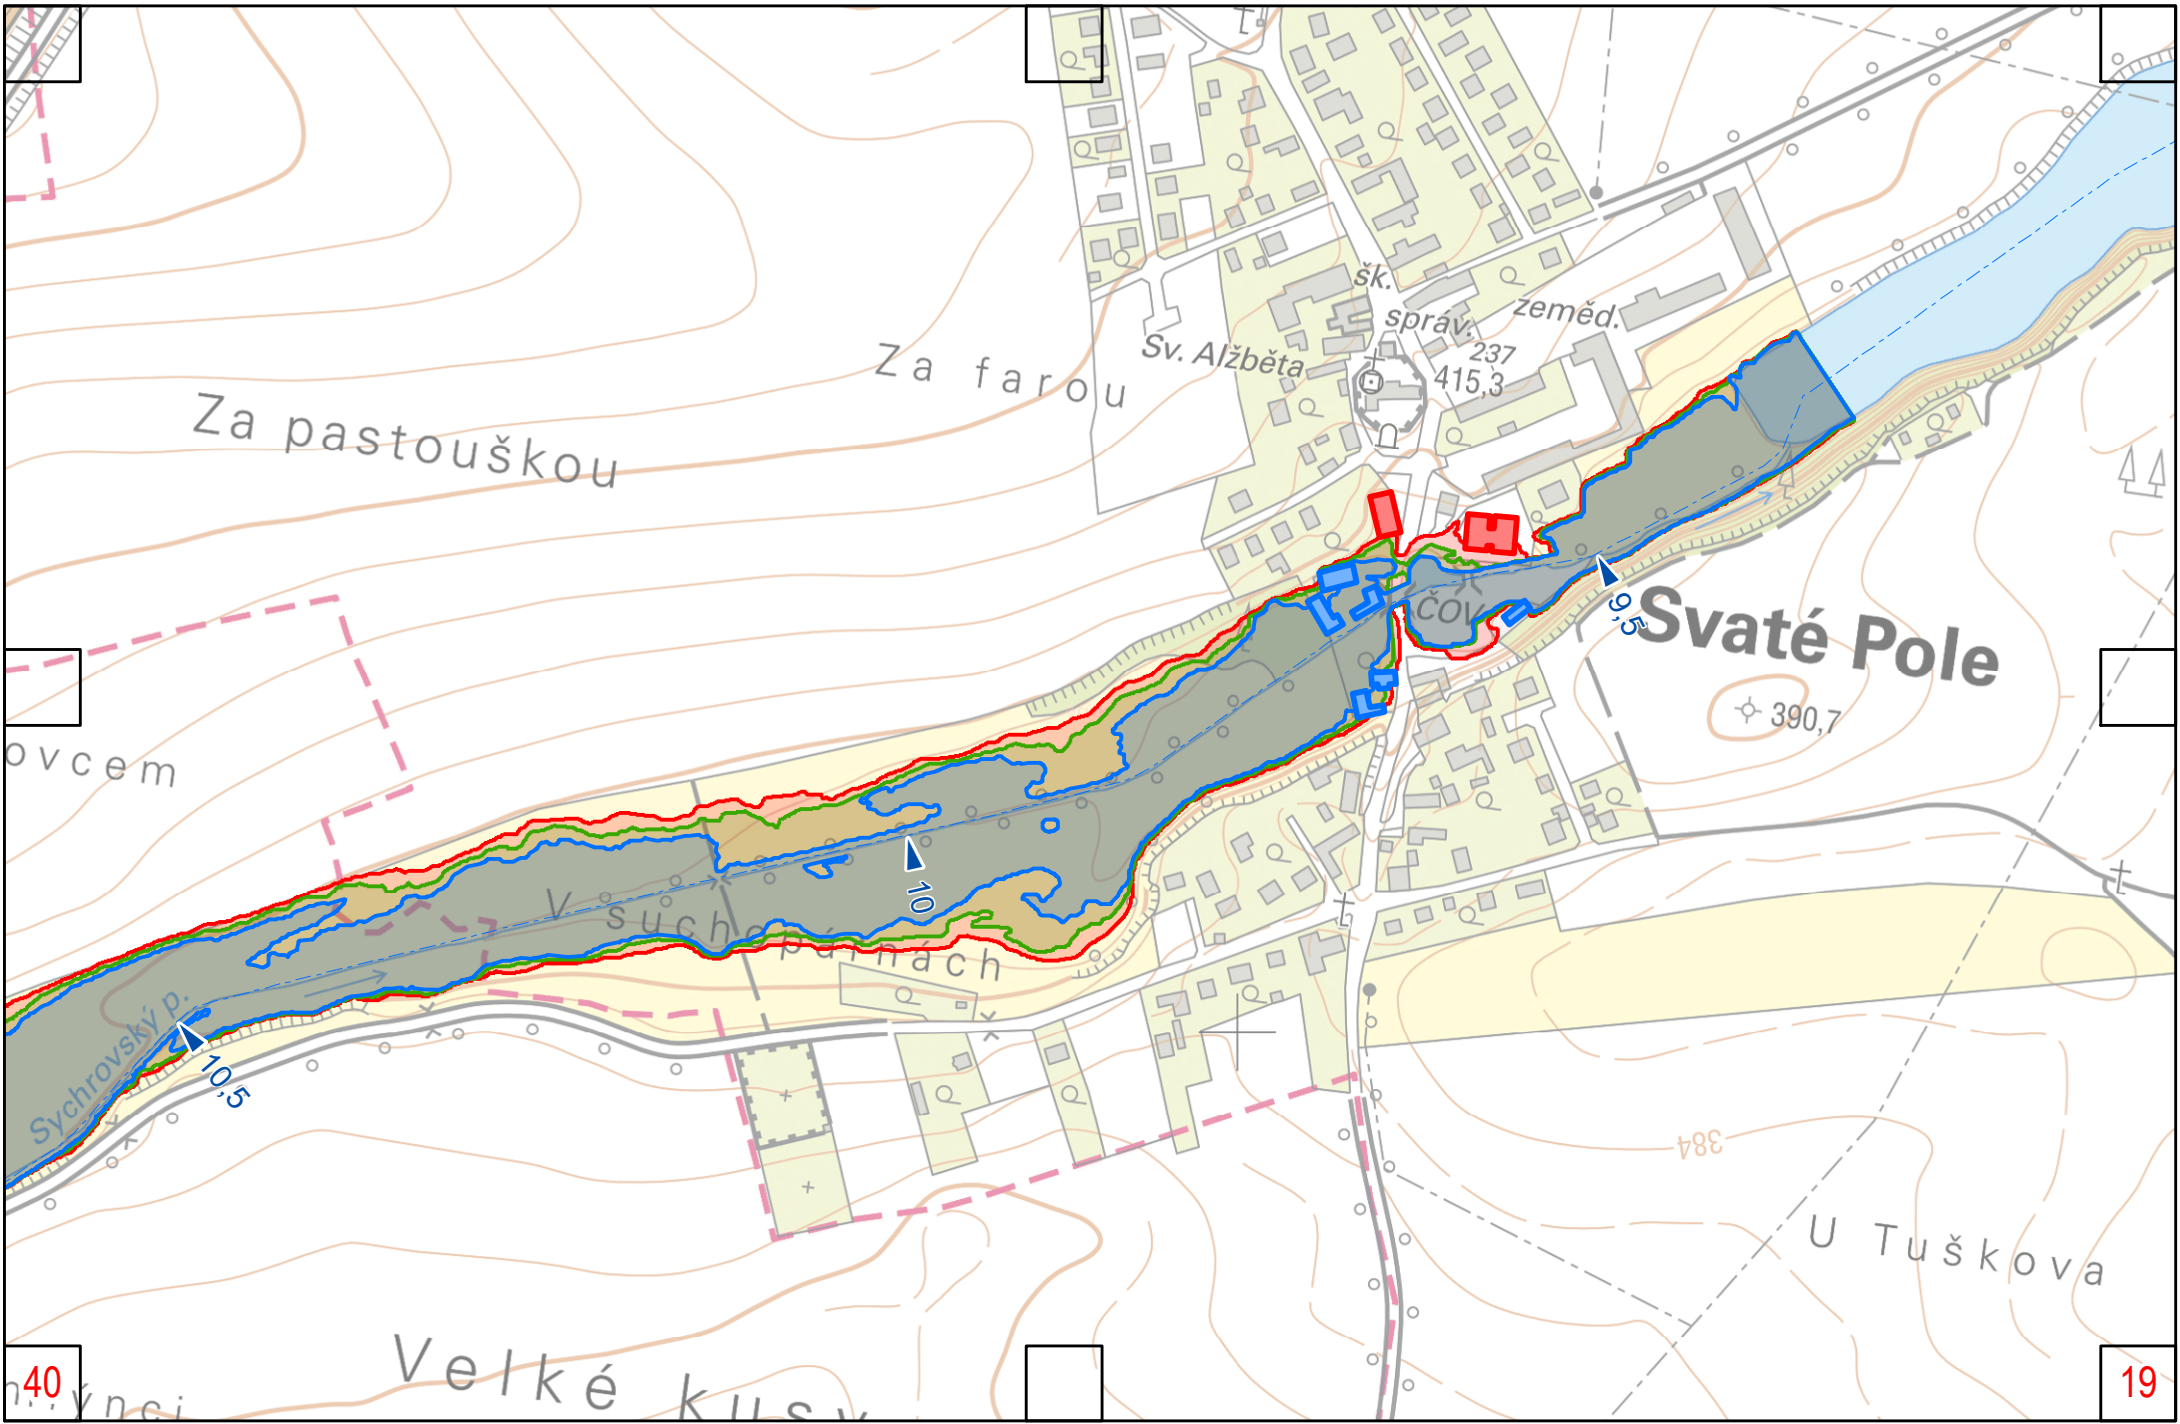 šk.
zeměd.
správ.
Sv. Alžběta
237
415,3
Za farou
Za pastouškou
ČOV
9,5
Svaté Pole
390,7
ovcem
10
V suchopárnách
Sychrovský p.
10,5
384
U Tuškova
Velké kusy
40
19